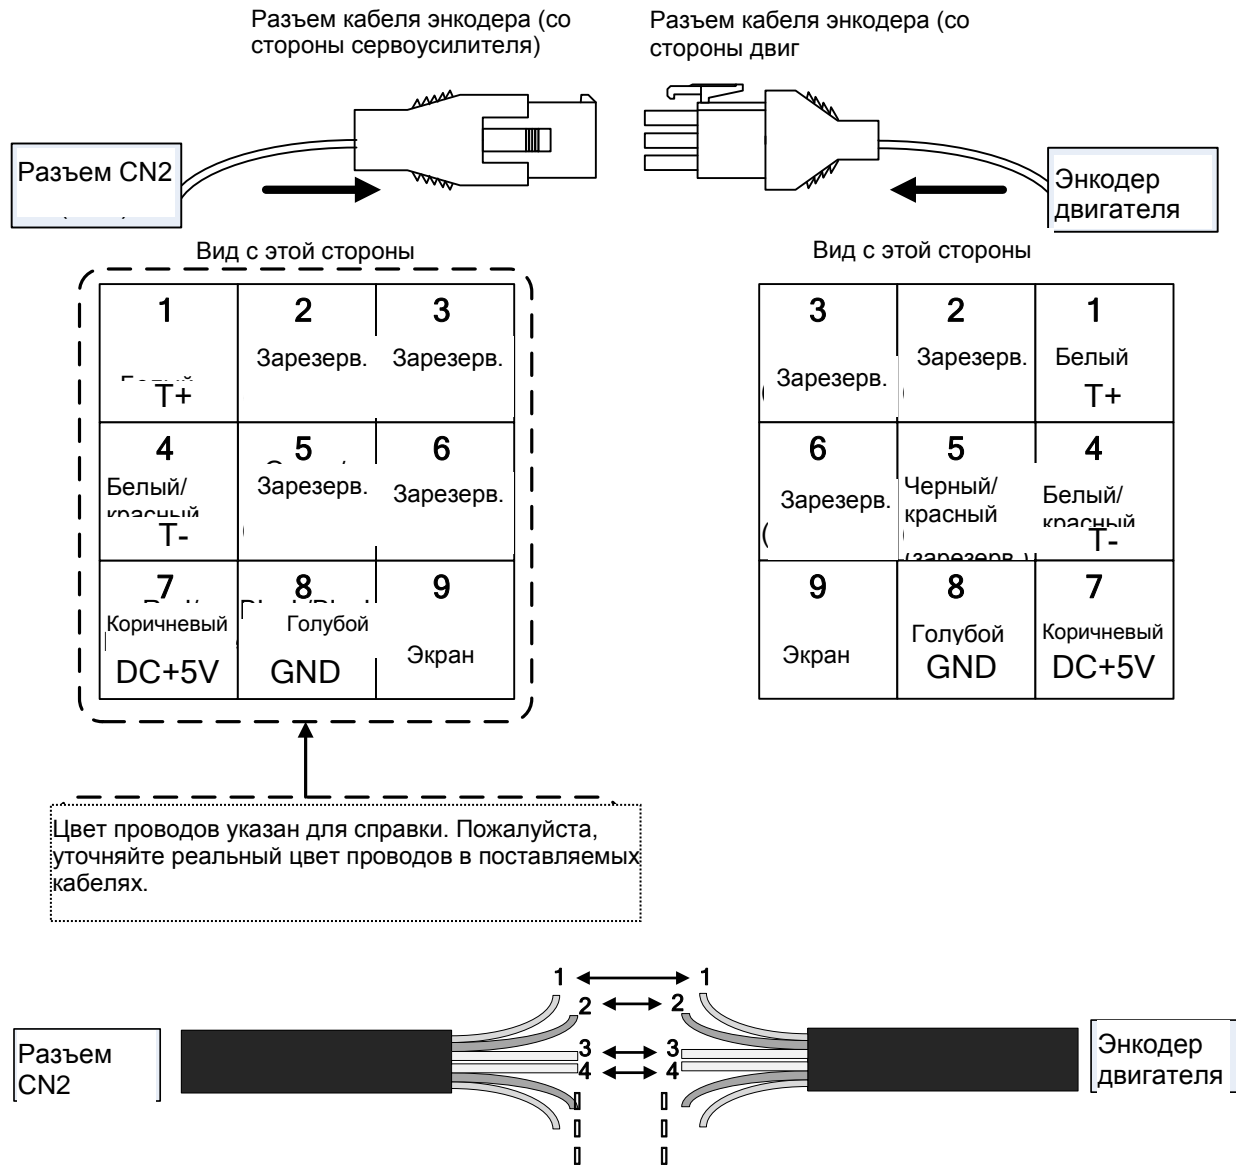 Разъем кабеля энкодера (со
стороны сервоусилителя)
Разъем кабеля энкодера (со
стороны двиг
Разъем CN2
Энкодер
двигателя
Вид с этой стороны
Вид с этой стороны
1 2 3
Зарезерв. Зарезерв.
T+
4 5 6
Белый/
красный
Зарезерв. Зарезерв.
T-
7 8 9
Коричневый Голубой
Экран
DC+5V GND
3 2 1
Зарезерв. Зарезерв. Белый
T+
6 5 4
Зарезерв. Черный/
красный
(зарезерв.)
Белый/
красный
T-
9 8 7
Экран Голубой Коричневый
GND DC+5V
Цвет проводов указан для справки. Пожалуйста,
уточняйте реальный цвет проводов в поставляемых
кабелях.
1 1
2 2
3 3
4 4
Разъем
CN2
Энкодер
двигателя